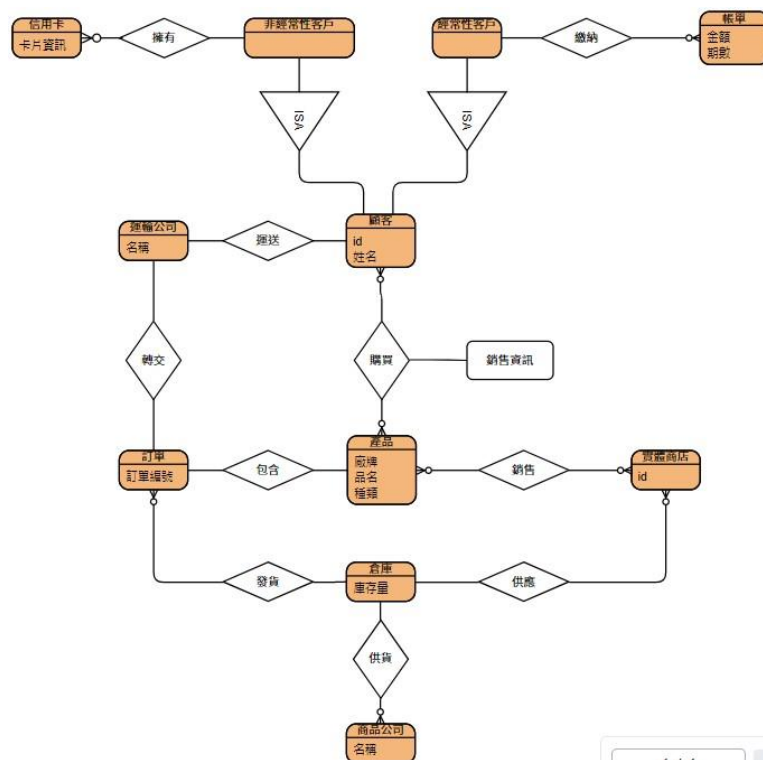 信用卡
卡片資訊
擁有
非經常性客戶
經常性客戶
繳納
帳單
金額
期數
ISA
ISA
運輸公司
名稱
運送
顧客
id
姓名
轉交
購買
銷售資訊
訂單
訂單編號
包含
產品
廠牌
品名
種類
銷售
實體商店
id
發貨
倉庫
庫存量
供應
供貨
商品公司
名稱